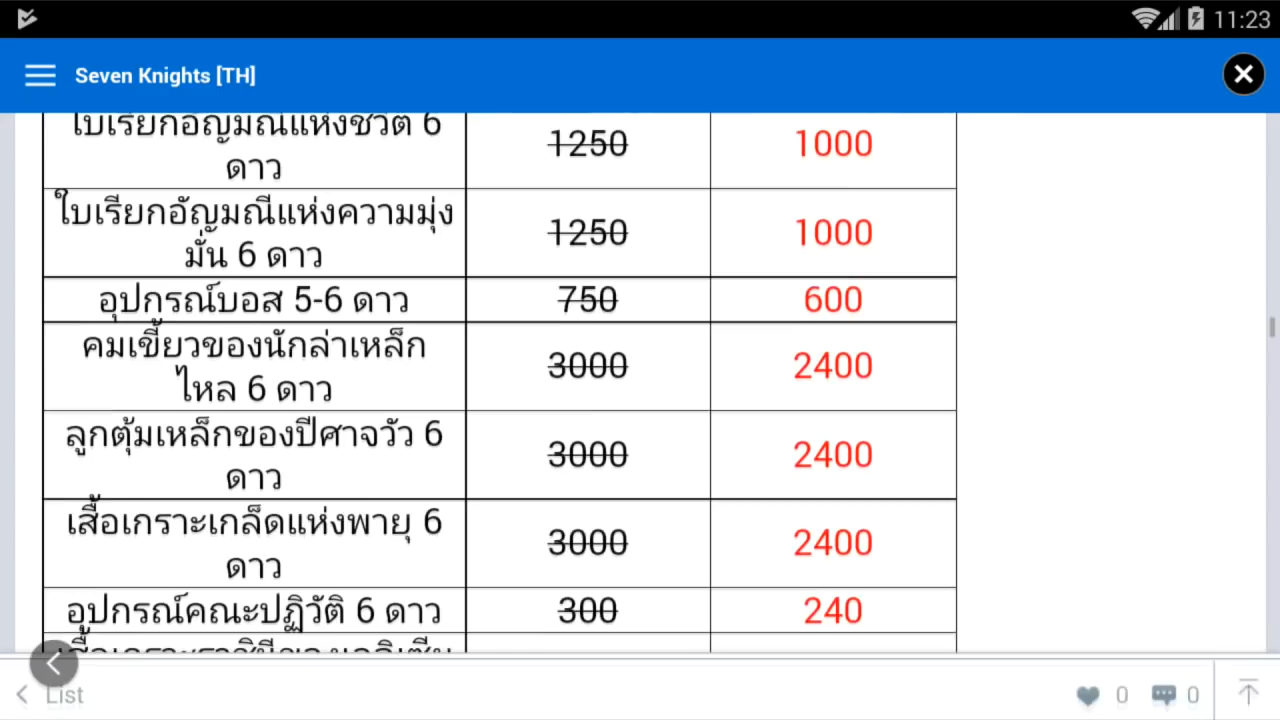 11:23
Seven Knights [TH]
ใบเรียกอัญมณีแห่งชีวิต 6
ดาว
1250
1000
ใบเรียกอัญมณีแห่งความมุ่ง
มั่น 6 ดาว
1250
1000
อุปกรณ์บอส 5-6 ดาว
750
600
คมเขี้ยวของนักล่าเหล็ก
ไหล 6 ดาว
3000
2400
ลูกตุ้มเหล็กของปีศาจวัว 6
ดาว
3000
2400
เสื้อเกราะเกล็ดแห่งพายุ 6
ดาว
3000
2400
อุปกรณ์คณะปฏิวัติ 6 ดาว
300
240
List
0
0